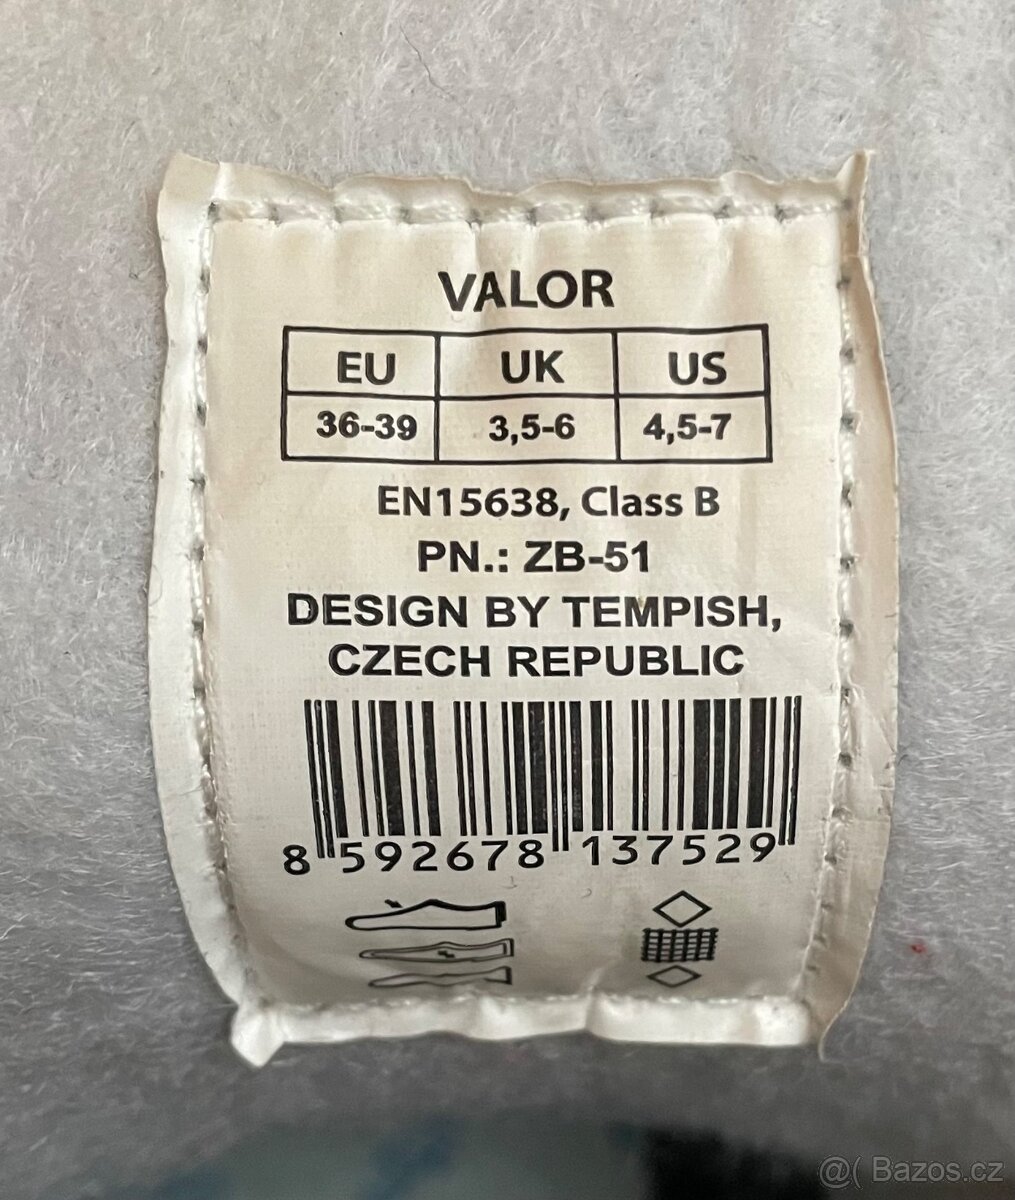 VALOR
EU UK US
36-39 3,5-6 4,5-7
EN15638, Class B
PN.: ZB-51
DESIGN BY TEMPISH,
CZECH REPUBLIC
8 592678 137529
@( Bazos.cz